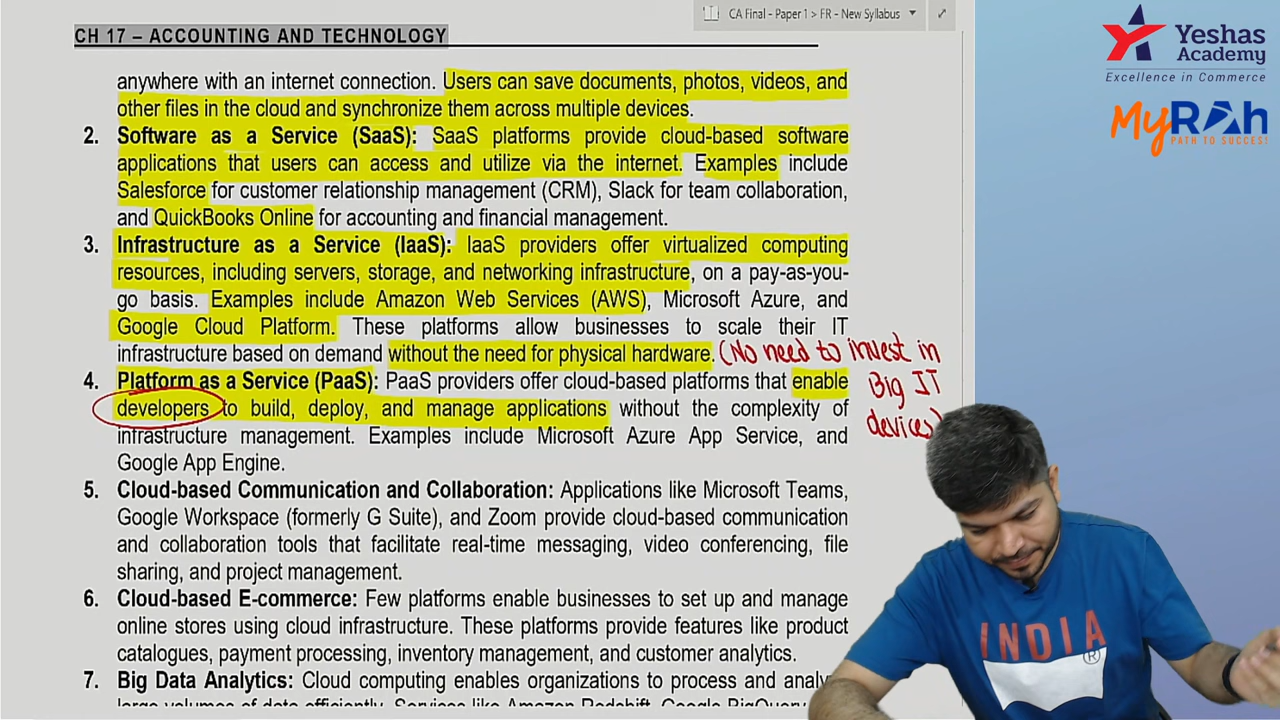 CA Final - Paper 1 > FR - New Syllabus
CH 17 – ACCOUNTING AND TECHNOLOGY
Yeshas
Academy
Excellence in Commerce
MyRAh
PATH TO SUCCESS
anywhere with an internet connection. Users can save documents, photos, videos, and
other files in the cloud and synchronize them across multiple devices.
2. Software as a Service (SaaS): SaaS platforms provide cloud-based software
applications that users can access and utilize via the internet. Examples include
Salesforce for customer relationship management (CRM), Slack for team collaboration,
and QuickBooks Online for accounting and financial management.
3. Infrastructure as a Service (IaaS): IaaS providers offer virtualized computing
resources, including servers, storage, and networking infrastructure, on a pay-as-you-
go basis. Examples include Amazon Web Services (AWS), Microsoft Azure, and
Google Cloud Platform. These platforms allow businesses to scale their IT
infrastructure based on demand without the need for physical hardware. (No need to invest in
Big IT
devices)
4. Platform as a Service (PaaS): PaaS providers offer cloud-based platforms that enable
developers to build, deploy, and manage applications without the complexity of
infrastructure management. Examples include Microsoft Azure App Service, and
Google App Engine.
5. Cloud-based Communication and Collaboration: Applications like Microsoft Teams,
Google Workspace (formerly G Suite), and Zoom provide cloud-based communication
and collaboration tools that facilitate real-time messaging, video conferencing, file
sharing, and project management.
6. Cloud-based E-commerce: Few platforms enable businesses to set up and manage
online stores using cloud infrastructure. These platforms provide features like product
catalogues, payment processing, inventory management, and customer analytics.
7. Big Data Analytics: Cloud computing enables organizations to process and
large volumes of data efficiently. Services like Amazon Redshift, Google BigQuery
INDIA